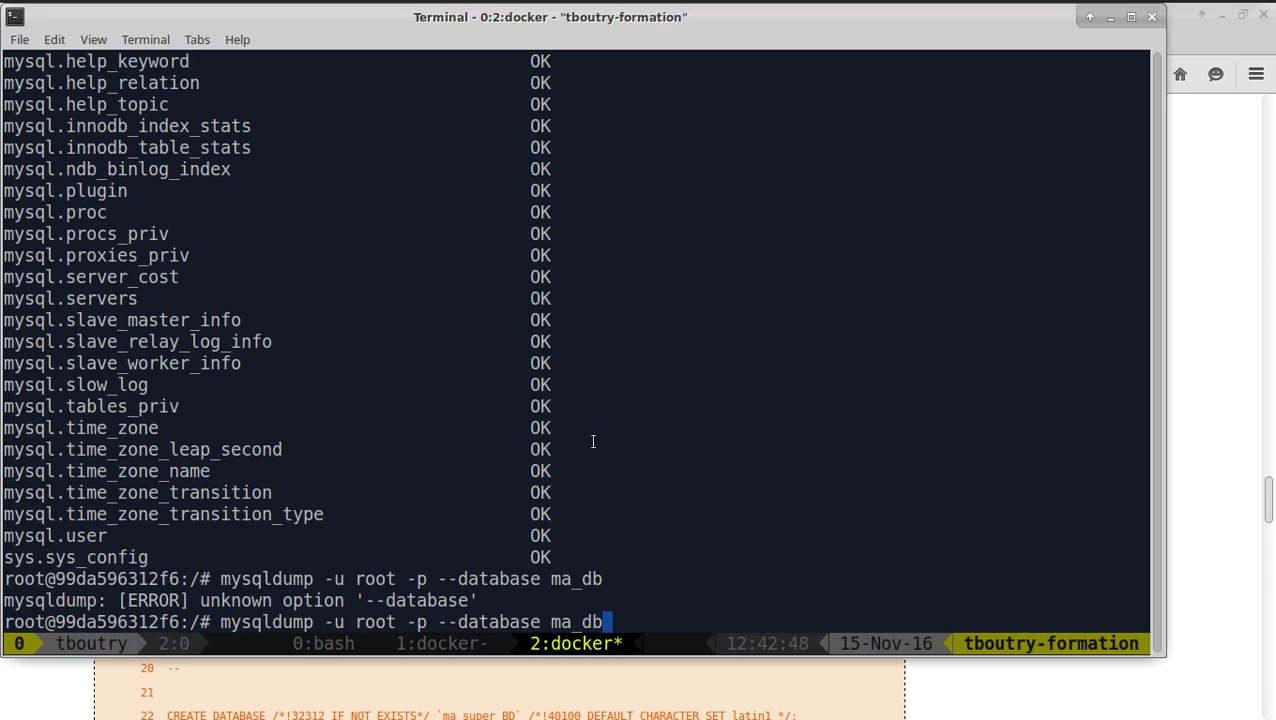 Terminal - 0:2:docker - "tboutry-formation"
File Edit View Terminal Tabs Help
mysql.help_keyword OK
mysql.help_relation OK
mysql.help_topic OK
mysql.innodb_index_stats OK
mysql.innodb_table_stats OK
mysql.ndb_binlog_index OK
mysql.plugin OK
mysql.proc OK
mysql.procs_priv OK
mysql.proxies_priv OK
mysql.server_cost OK
mysql.servers OK
mysql.slave_master_info OK
mysql.slave_relay_log_info OK
mysql.slave_worker_info OK
mysql.slow_log OK
mysql.tables_priv OK
mysql.time_zone OK
mysql.time_zone_leap_second OK
mysql.time_zone_name OK
mysql.time_zone_transition OK
mysql.time_zone_transition_type OK
mysql.user OK
sys.sys_config OK
root@99da596312f6:/# mysqldump -u root -p --database ma_db
mysqldump: [ERROR] unknown option '--database'
root@99da596312f6:/# mysqldump -u root -p --database ma_db
0 tboutry 2:0 0:bash 1:docker- 2:docker* 12:42:48 15-Nov-16 tboutry-formation
20 --
21
22 CREATE DATABASE /*!32312 IF NOT EXISTS*/ `ma_super_BD` /*!40100 DEFAULT CHARACTER SET latin1 */;